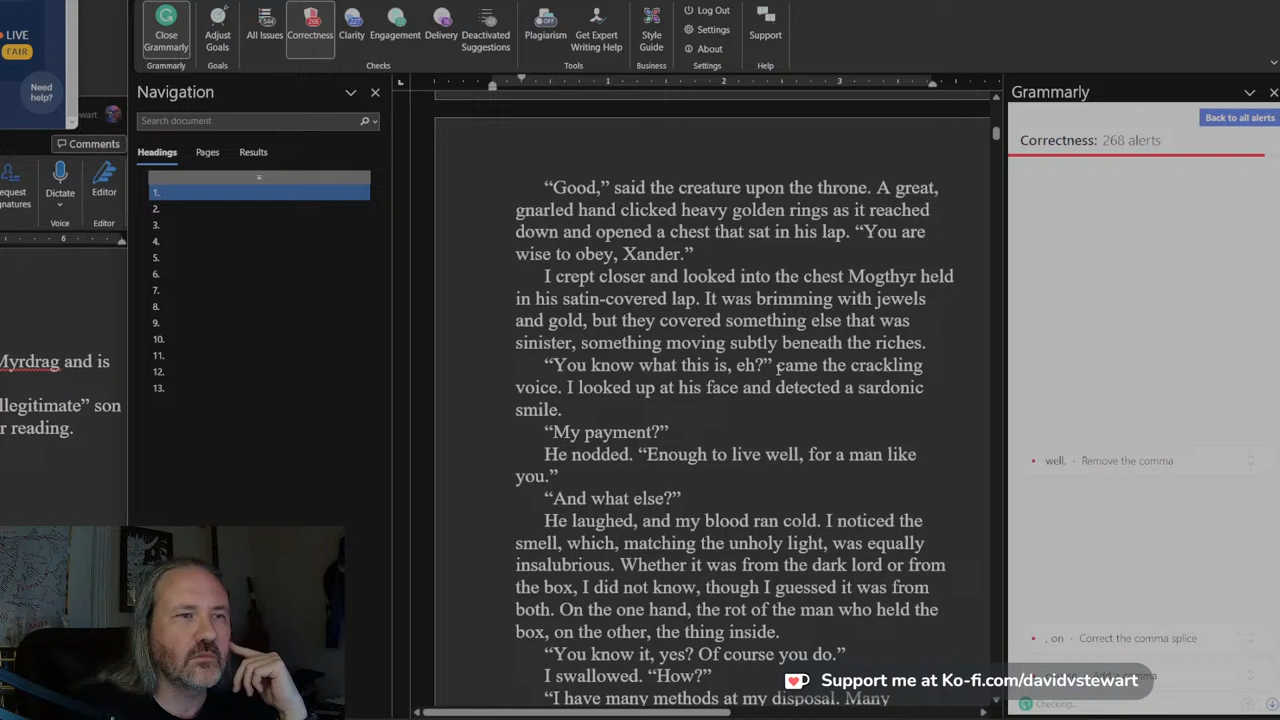 LIVE
FAIR
Need
help?
wart
Comments
equest
gnatures
Dictate
Editor
Voice
Editor
6
Myrdrag and is
llegitimate” son
r reading.
Close
Grammarly
Grammarly
Adjust
Goals
Goals
544
All Issues
268
Correctness
227
Clarity
Engagement
Delivery
Deactivated
Suggestions
Checks
OFF
Plagiarism
Get Expert
Writing Help
Tools
Style
Guide
Business
Log Out
Settings
About
Settings
Support
Help
Navigation
Search document
Headings
Pages
Results
1.
2.
3.
4.
5.
6.
7.
8.
9.
10.
11.
12.
13.
L
1
2
3
“Good,” said the creature upon the throne. A great,
gnarled hand clicked heavy golden rings as it reached
down and opened a chest that sat in his lap. “You are
wise to obey, Xander.”
I crept closer and looked into the chest Mogthyr held
in his satin-covered lap. It was brimming with jewels
and gold, but they covered something else that was
sinister, something moving subtly beneath the riches.
“You know what this is, eh?” came the crackling
voice. I looked up at his face and detected a sardonic
smile.
“My payment?”
He nodded. “Enough to live well, for a man like
you.”
“And what else?”
He laughed, and my blood ran cold. I noticed the
smell, which, matching the unholy light, was equally
insalubrious. Whether it was from the dark lord or from
the box, I did not know, though I guessed it was from
both. On the one hand, the rot of the man who held the
box, on the other, the thing inside.
“You know it, yes? Of course you do.”
I swallowed. “How?”
“I have many methods at my disposal. Many
Grammarly
Back to all alerts
Correctness: 268 alerts
well, · Remove the comma
, on · Correct the comma splice
Checking...
Support me at Ko-fi.com/davidvstewart